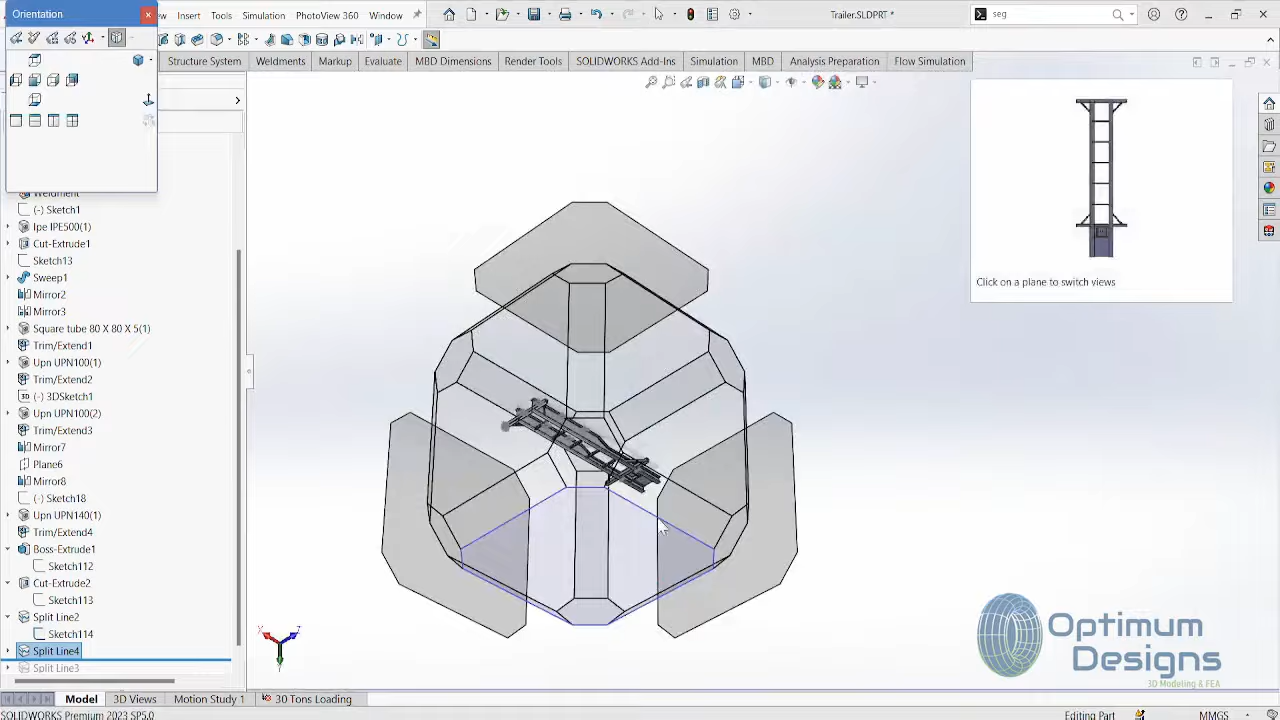 Orientation
Insert Tools Simulation PhotoView 360 Window
Trailer3D.PRT *
seg
Structure System Weldments Markup Evaluate MBD Dimensions Render Tools SOLIDWORKS Add-Ins Simulation MBD Analysis Preparation Flow Simulation
Weldment
(-) Sketch1
Ipe IPE500(1)
Cut-Extrude1
Sketch13
Sweep1
Mirror2
Mirror3
Square tube 80 X 80 X 5(1)
Trim/Extend1
Upn UPN100(1)
Trim/Extend2
(-) 3DSketch1
Upn UPN100(2)
Trim/Extend3
Mirror7
Plane6
Mirror8
(-) Sketch18
Upn UPN140(1)
Trim/Extend4
Boss-Extrude1
Sketch112
Cut-Extrude2
Sketch113
Split Line2
Sketch114
Split Line4
Split Line3
Click on a plane to switch views
Optimum
Designs
3D Modeling & FEA
Model 3D Views Motion Study 1 30 Tons Loading
SOLIDWORKS Premium 2023 SP5.0
Editing Part
MMGS